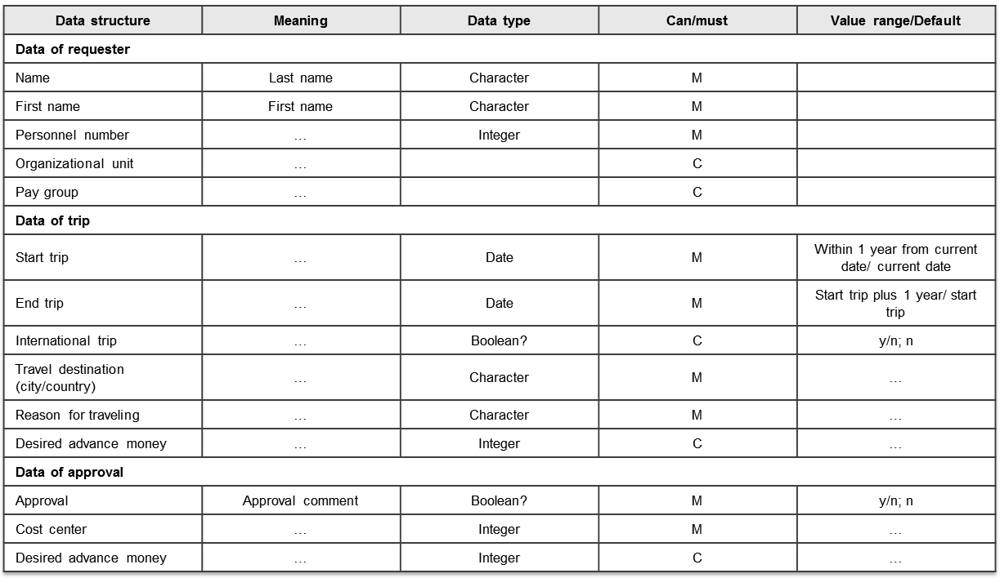 Data structure Meaning Data type Can/must Value range/Default
Data of requester
Name Last name Character M
First name First name Character M
Personnel number … Integer M
Organizational unit … C
Pay group … C
Data of trip
Start trip … Date M Within 1 year from current
date/ current date
End trip … Date M Start trip plus 1 year/ start
trip
International trip … Boolean? C y/n; n
Travel destination
(city/country) … Character M …
Reason for traveling … Character M …
Desired advance money … Integer C …
Data of approval
Approval Approval comment Boolean? M y/n; n
Cost center … Integer M …
Desired advance money … Integer C …